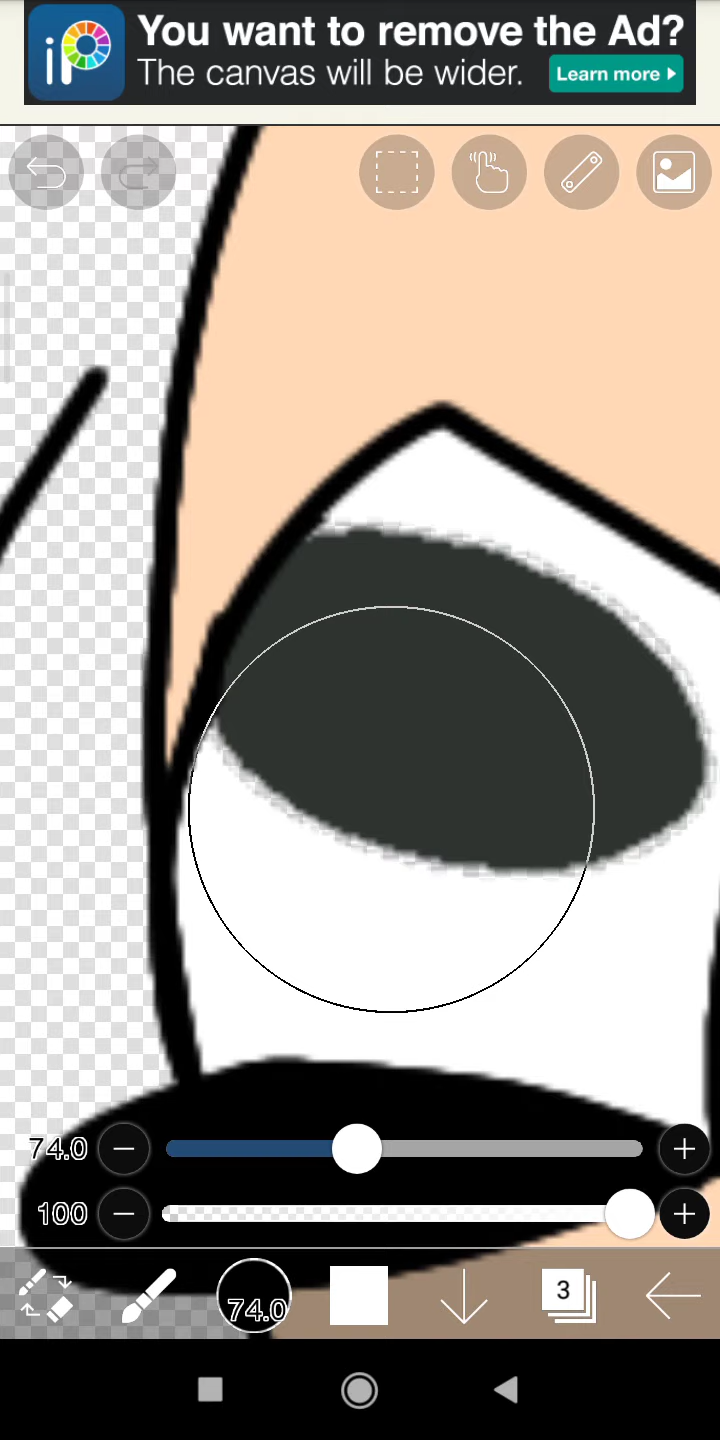 iP
You want to remove the Ad?
The canvas will be wider.
Learn more
74.0
100
74.0
3